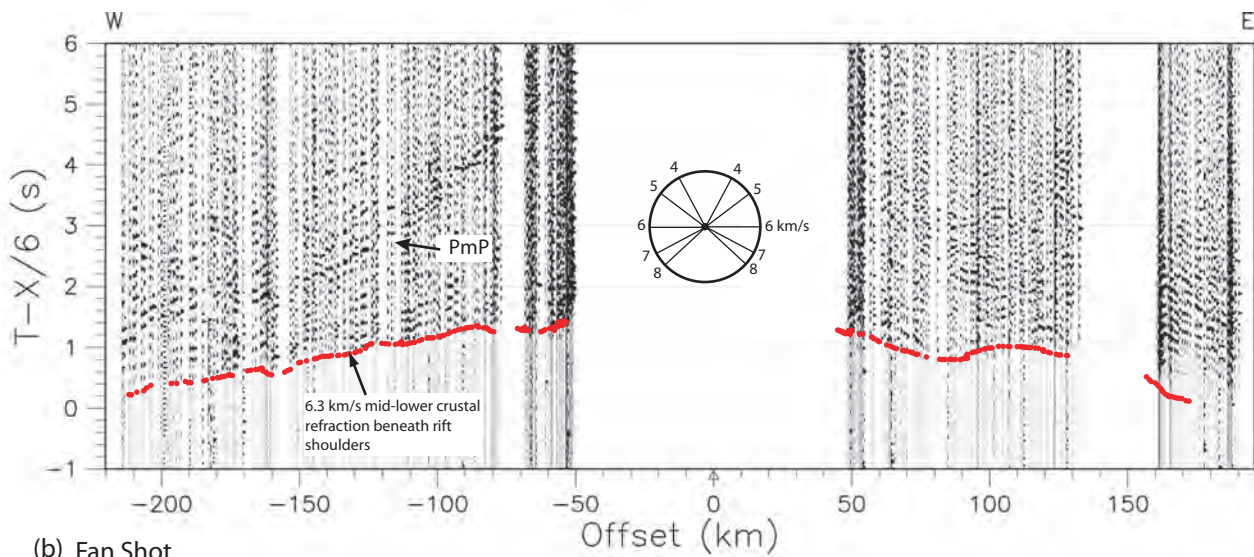 W E
6
5
4
3
2
1
0
−1
T−X/6 (s)
4 4
5 5
6 6 km/s
7 7
8 8
PmP
6.3 km/s mid-lower crustal
refraction beneath rift
shoulders
−200 −150 −100 −50 0 50 100 150
Offset (km)
(b) Fan Shot